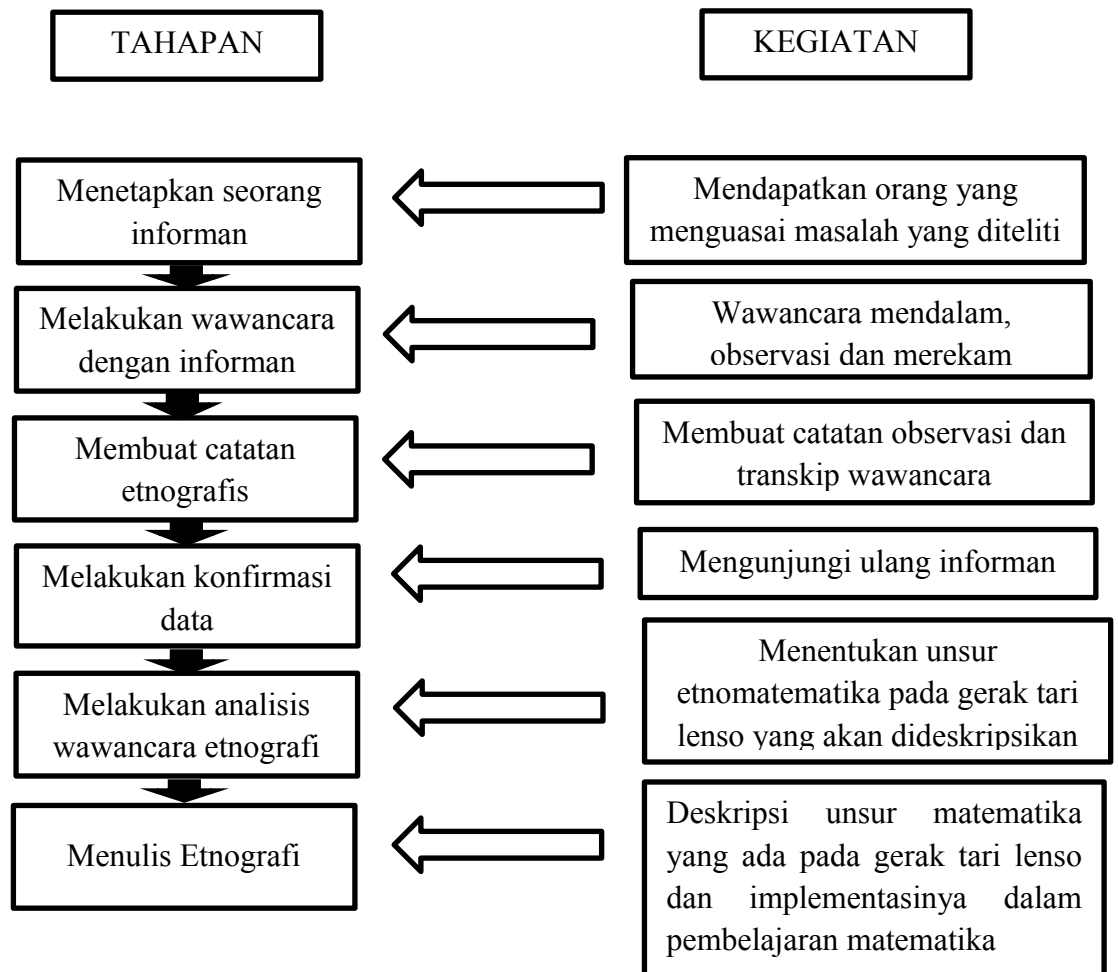 TAHAPAN
KEGIATAN
Menetapkan seorang
informan
Mendapatkan orang yang
menguasai masalah yang diteliti
Melakukan wawancara
dengan informan
Wawancara mendalam,
observasi dan merekam
Membuat catatan
etnografis
Membuat catatan observasi dan
transkip wawancara
Melakukan konfirmasi
data
Mengunjungi ulang informan
Melakukan analisis
wawancara etnografi
Menentukan unsur
etnomatematika pada gerak tari
lenso yang akan dideskripsikan
Menulis Etnografi
Deskripsi unsur matematika
yang ada pada gerak tari lenso
dan implementasinya dalam
pembelajaran matematika